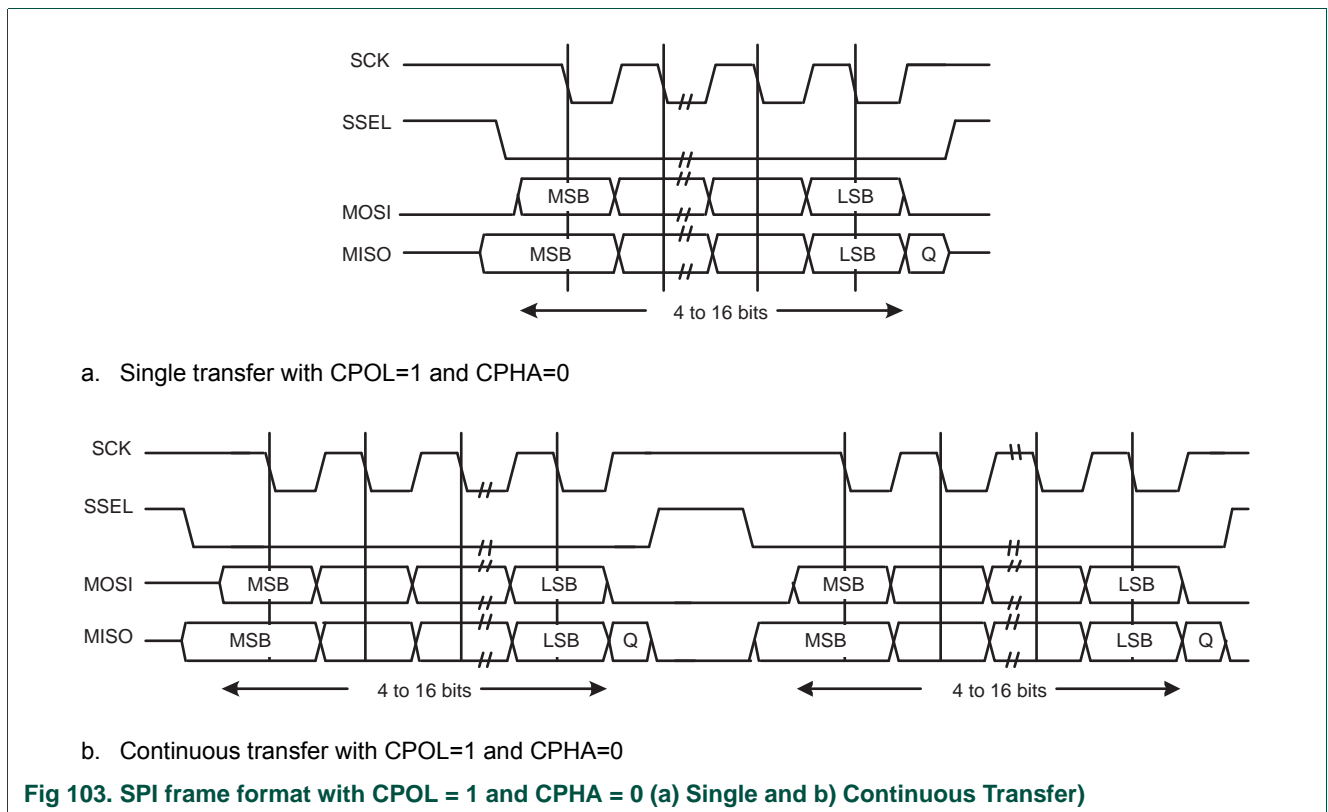 SCK
SSEL
MOSI MSB LSB
MISO MSB LSB Q
4 to 16 bits
a. Single transfer with CPOL=1 and CPHA=0
SCK
SSEL
MOSI MSB LSB MSB LSB
MISO MSB LSB Q MSB LSB Q
4 to 16 bits 4 to 16 bits
b. Continuous transfer with CPOL=1 and CPHA=0
Fig 103. SPI frame format with CPOL = 1 and CPHA = 0 (a) Single and b) Continuous Transfer)